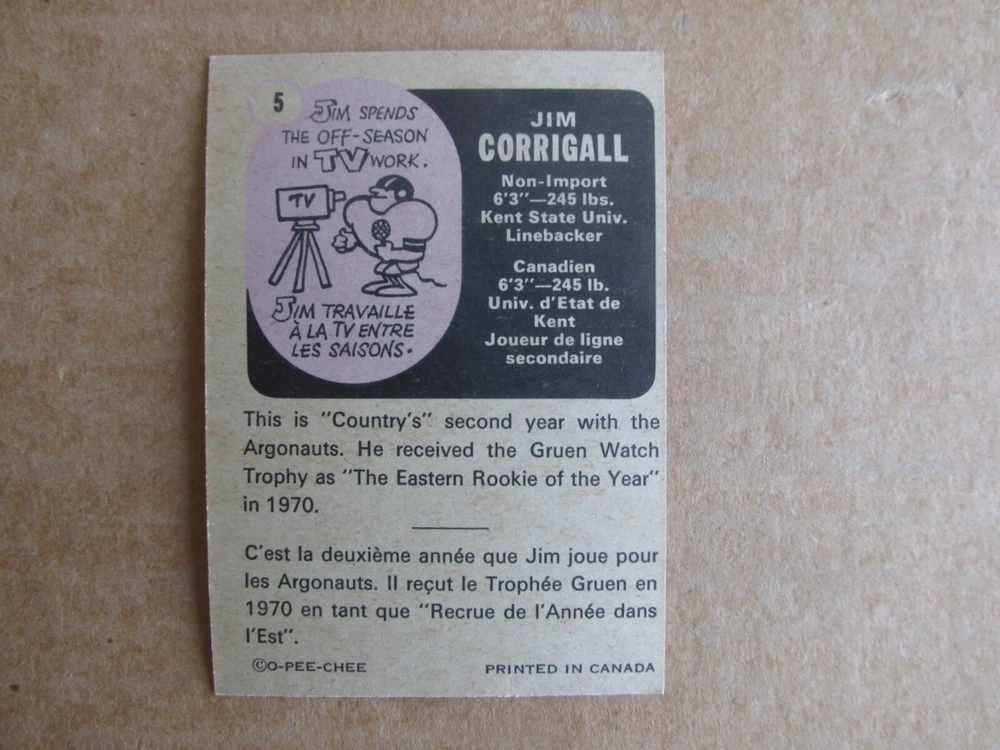 5
JIM SPENDS
THE OFF-SEASON
IN TV WORK.
TV
JIM TRAVAILLE
À LA TV ENTRE
LES SAISONS.
JIM
CORRIGALL
Non-Import
6'3"—245 lbs.
Kent State Univ.
Linebacker
Canadien
6'3"—245 lb.
Univ. d'Etat de
Kent
Joueur de ligne
secondaire
This is "Country's" second year with the
Argonauts. He received the Gruen Watch
Trophy as "The Eastern Rookie of the Year"
in 1970.
C'est la deuxième année que Jim joue pour
les Argonauts. Il reçut le Trophée Gruen en
1970 en tant que "Recrue de l'Année dans
l'Est".
©O-PEE-CHEE PRINTED IN CANADA